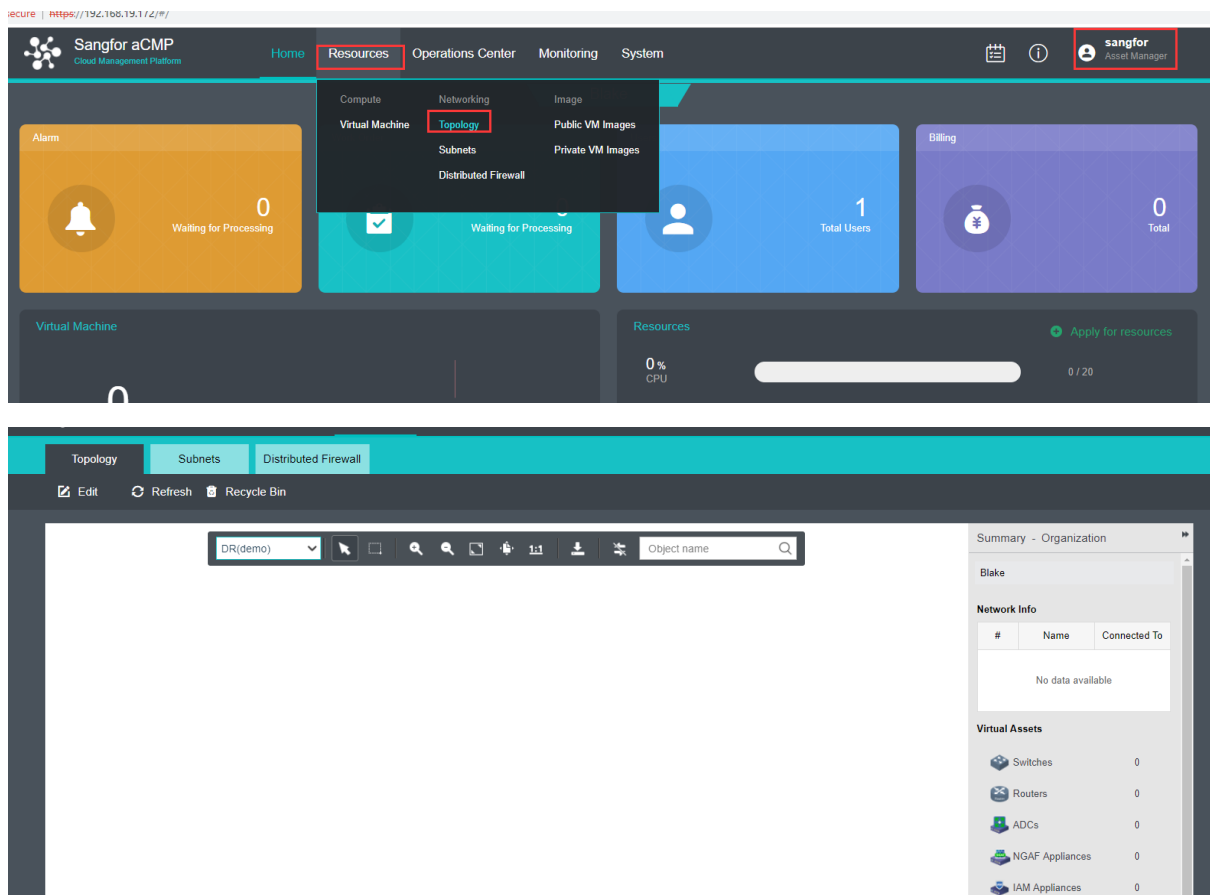 secure | https://192.168.19.172/#/
Sangfor aCMP
Cloud Management Platform
Home Resources Operations Center Monitoring System
sangfor
Asset Manager
Compute Networking Image
Virtual Machine Topology Public VM Images
Subnets Private VM Images
Distributed Firewall
Alarm
0
Waiting for Processing
Waiting for Processing
1
Total Users
Billing
0
Total
Virtual Machine
0
Resources
Apply for resources
0 %
CPU
0 / 20
Topology Subnets Distributed Firewall
Edit Refresh Recycle Bin
DR(demo) 1:1 Object name
Summary - Organization
Blake
Network Info
# Name Connected To
No data available
Virtual Assets
Switches 0
Routers 0
ADCs 0
NGAF Appliances 0
IAM Appliances 0